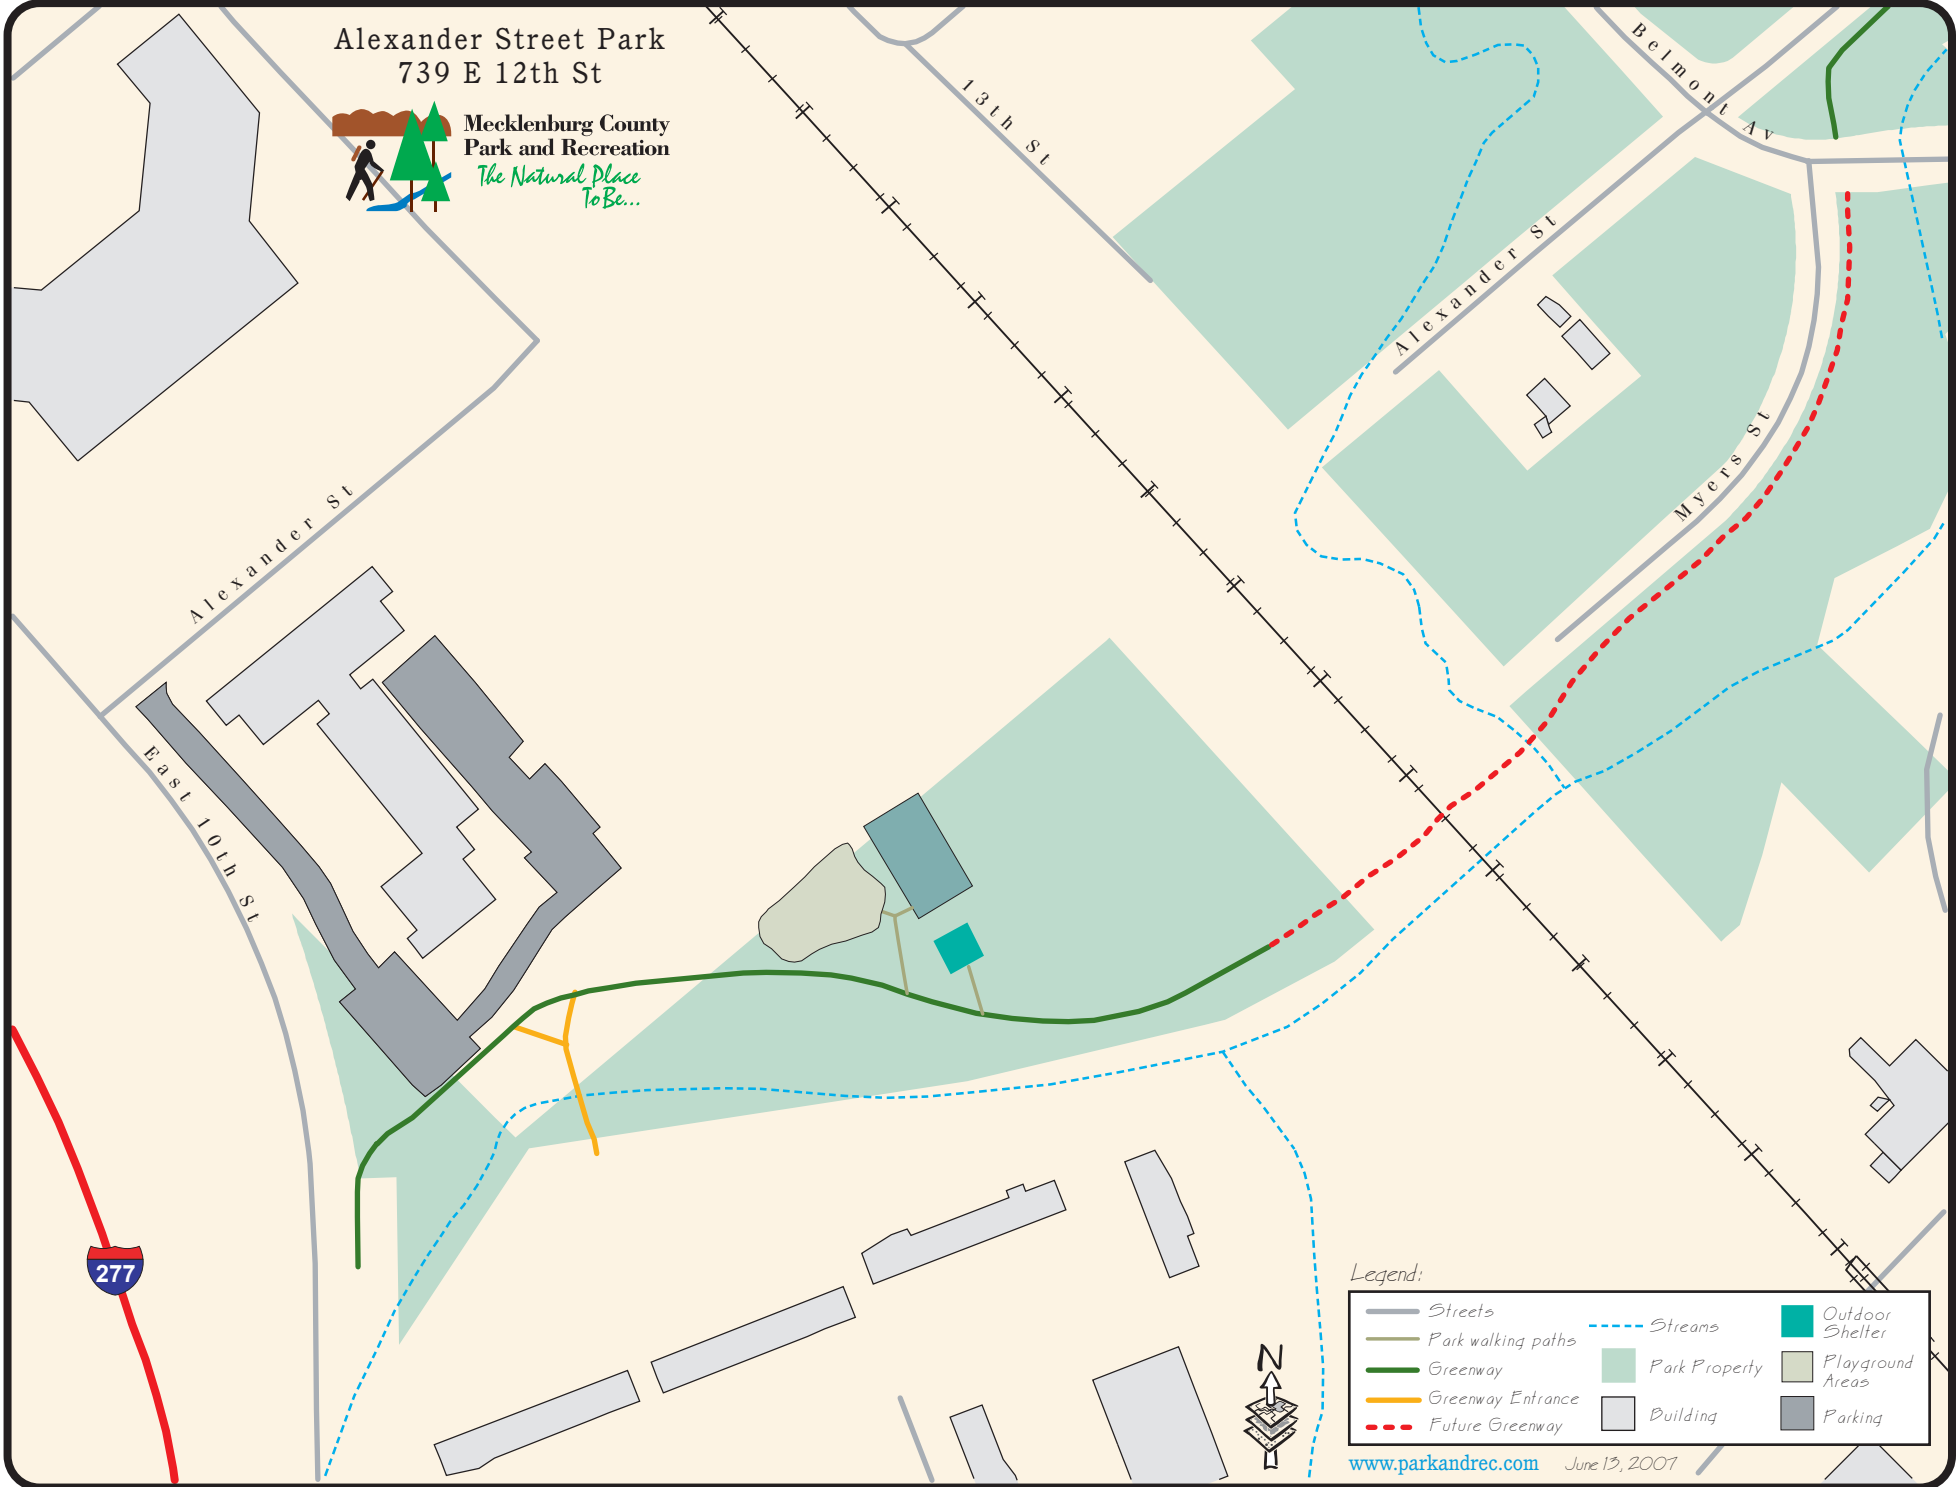 Alexander Street Park
739 E 12th St
Mecklenburg County
Park and Recreation
The Natural Place
To Be...
13th St
Belmont Av
Alexander St
Myers St
Alexander St
East 10th St
277
N
Legend:
Streets
Park walking paths
Greenway
Greenway Entrance
Future Greenway
Streams
Park Property
Building
Outdoor
Shelter
Playground
Areas
Parking
www.parkandrec.com
June 13, 2007